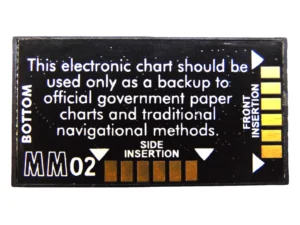 This electronic chart should be
used only as a backup to
official government paper
charts and traditional
navigational methods.
BOTTOM
MM02
SIDE
INSERTION
FRONT
INSERTION